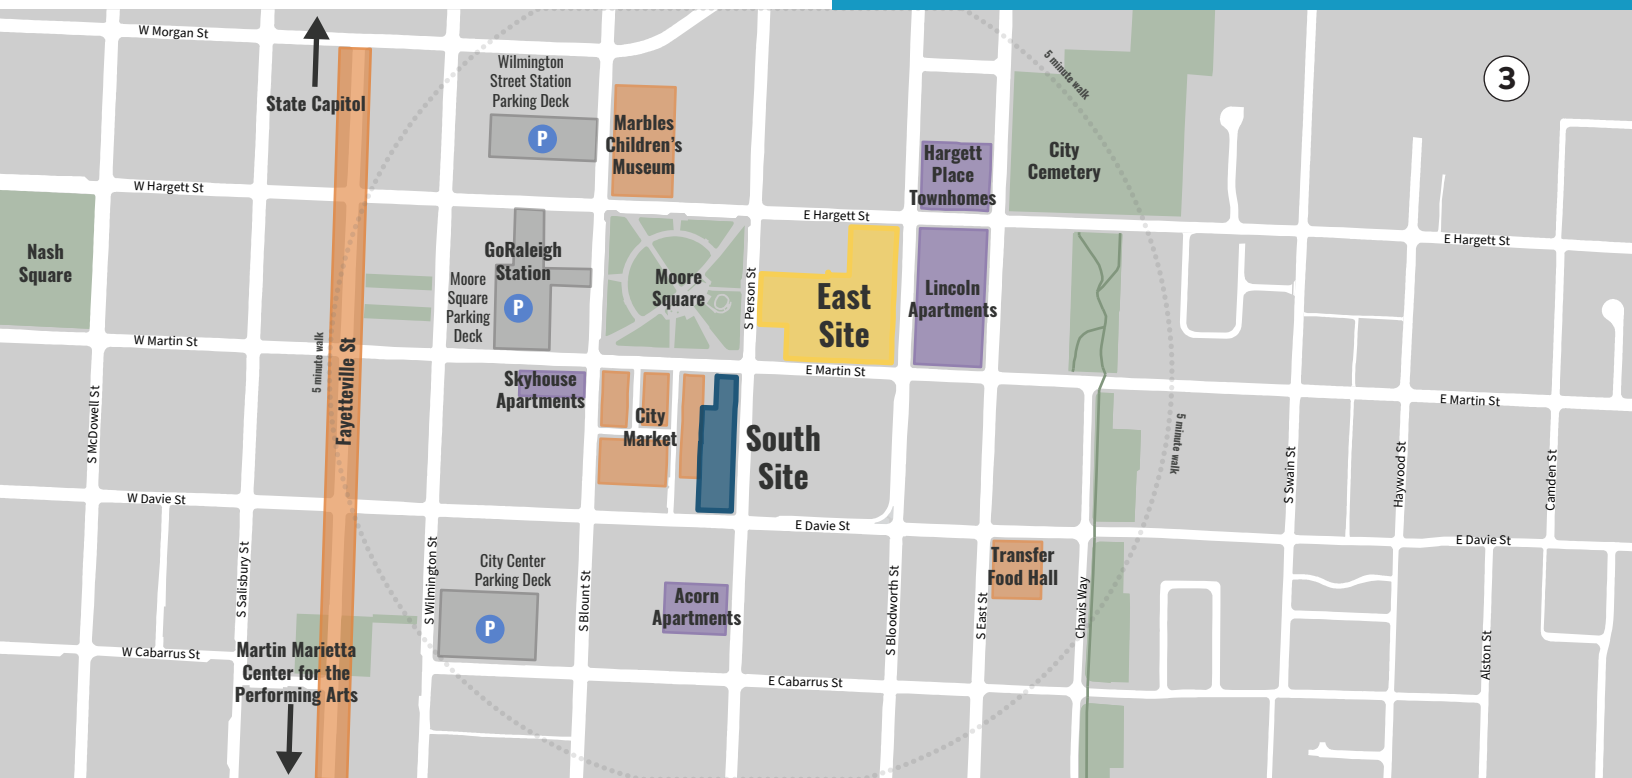 W Morgan St
State Capitol
Wilmington
Street Station
Parking Deck
P
Marbles
Children's
Museum
5 minute walk
3
City
Cemetery
Hargett
Place
Townhomes
W Hargett St
E Hargett St
E Hargett St
Nash
Square
GoRaleigh
Station
Moore
Square
Parking
Deck
P
Moore
Square
S Person St
East
Site
Lincoln
Apartments
W Martin St
5 minute walk
Fayetteville St
E Martin St
E Martin St
Skyhouse
Apartments
City
Market
South
Site
5 minute walk
S McDowell St
S Swain St
Haywood St
Camden St
W Davie St
E Davie St
E Davie St
S Salisbury St
S Wilmington St
City Center
Parking Deck
P
S Blount St
Acorn
Apartments
S Bloodworth St
S East St
Transfer
Food Hall
Chavis Way
Alston St
W Cabarrus St
Martin Marietta
Center for the
Performing Arts
E Cabarrus St